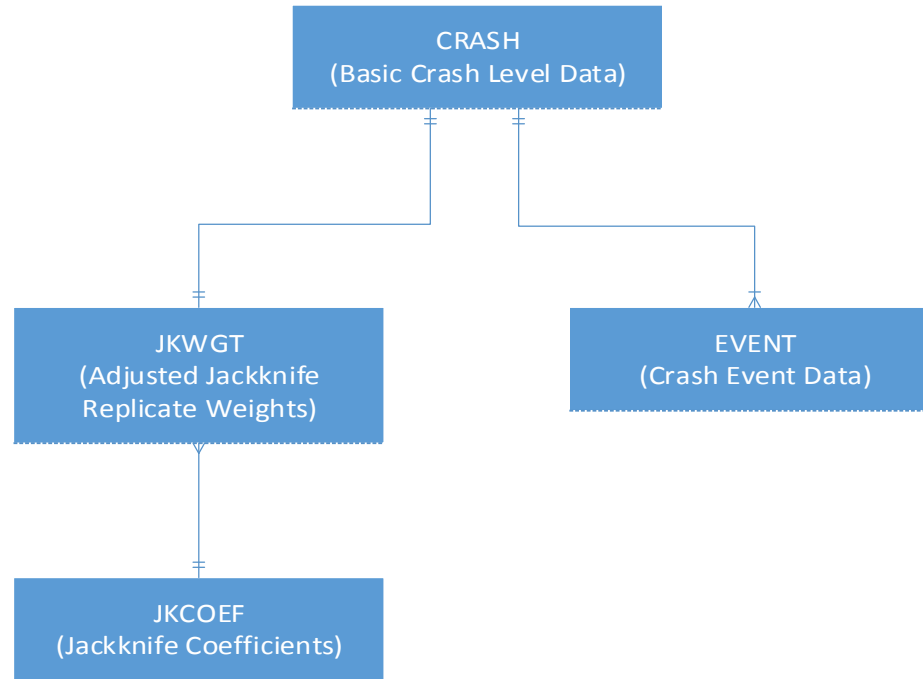 CRASH
(Basic Crash Level Data)
JKWGT
(Adjusted Jackknife
Replicate Weights)
EVENT
(Crash Event Data)
JKCOEF
(Jackknife Coefficients)